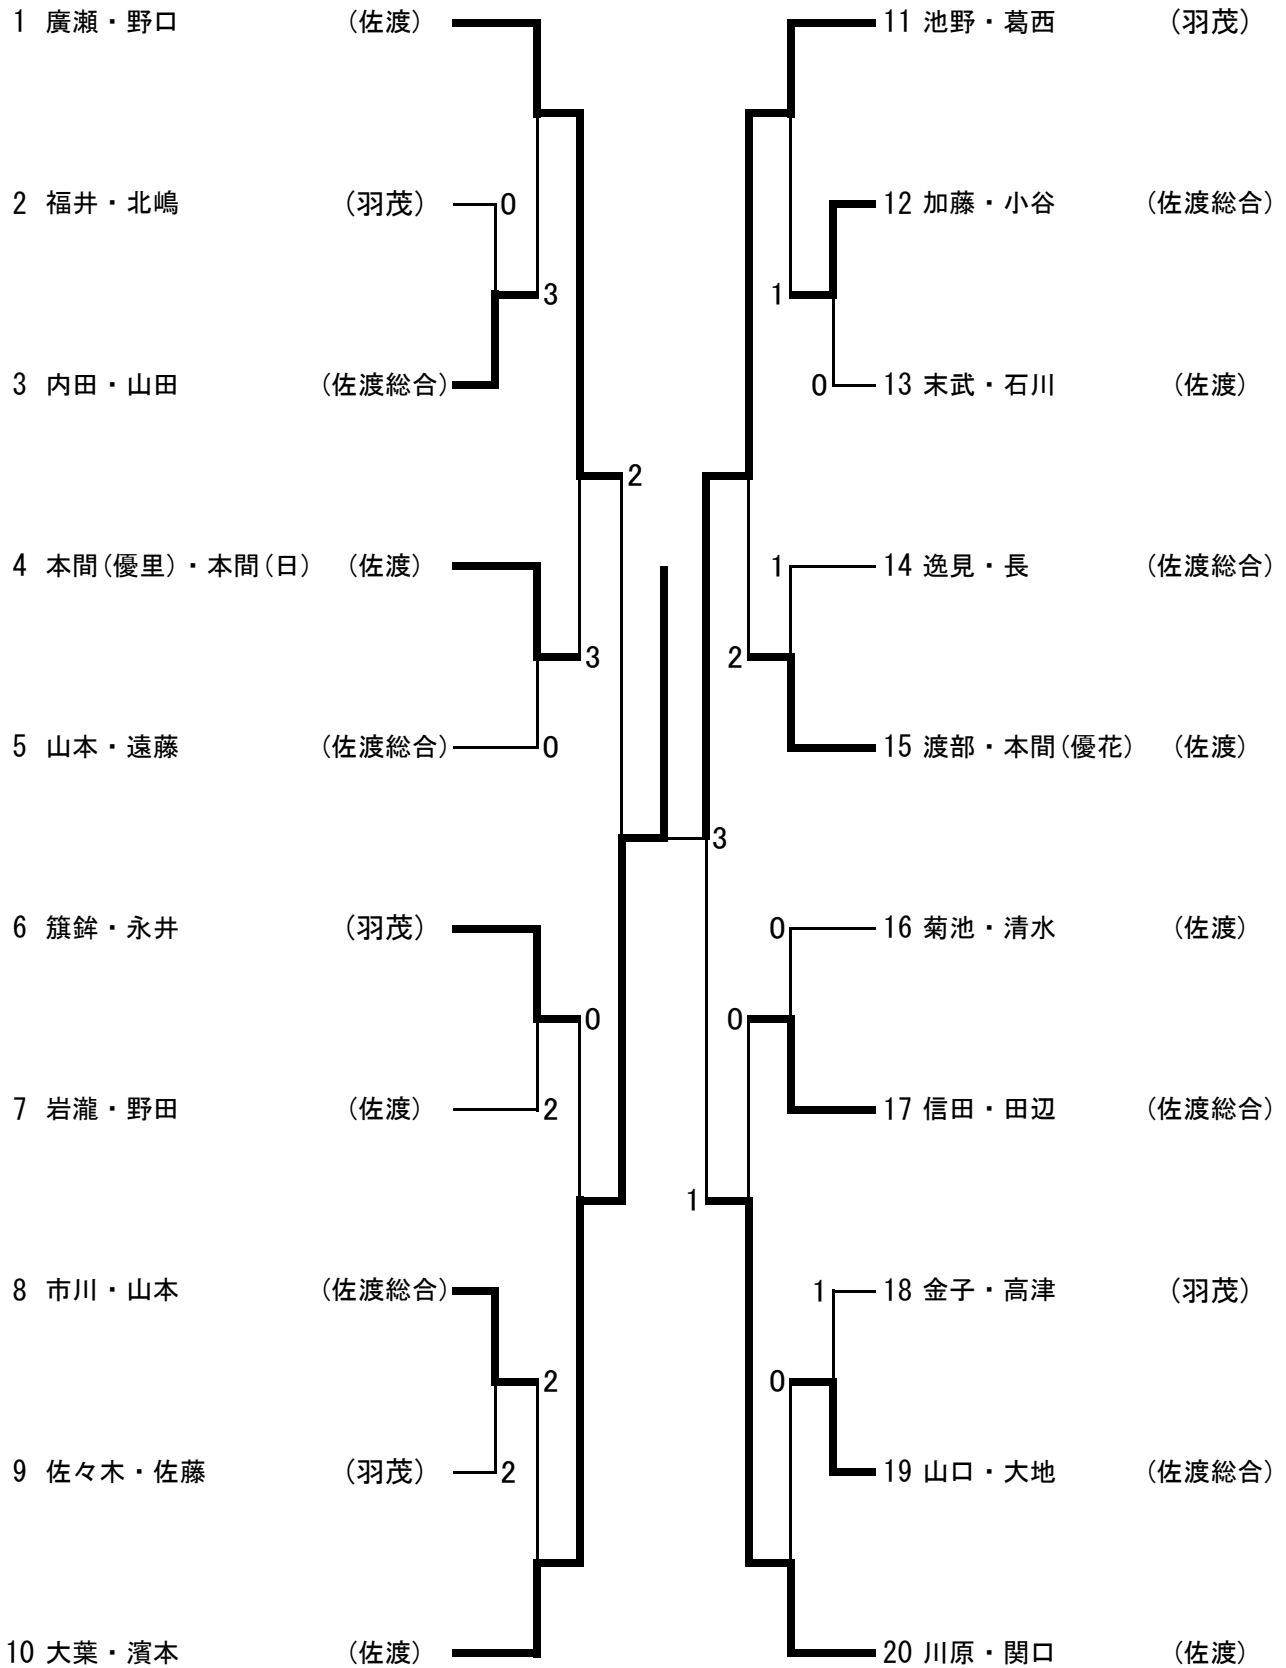 1 廣瀬・野口 (佐渡)
2 福井・北嶋 (羽茂) 0
3
3 内田・山田 (佐渡総合)
2
4 本間(優里)・本間(日) (佐渡)
3
5 山本・遠藤 (佐渡総合) 0
6 簱鉾・永井 (羽茂)
0
7 岩瀧・野田 (佐渡) 2
8 市川・山本 (佐渡総合)
2
9 佐々木・佐藤 (羽茂) 2
10 大葉・濱本 (佐渡)
11 池野・葛西 (羽茂)
12 加藤・小谷 (佐渡総合)
1
0 13 末武・石川 (佐渡)
1 14 逸見・長 (佐渡総合)
2
15 渡部・本間(優花) (佐渡)
3
0 16 菊池・清水 (佐渡)
0
17 信田・田辺 (佐渡総合)
1
1 18 金子・高津 (羽茂)
0
19 山口・大地 (佐渡総合)
20 川原・関口 (佐渡)